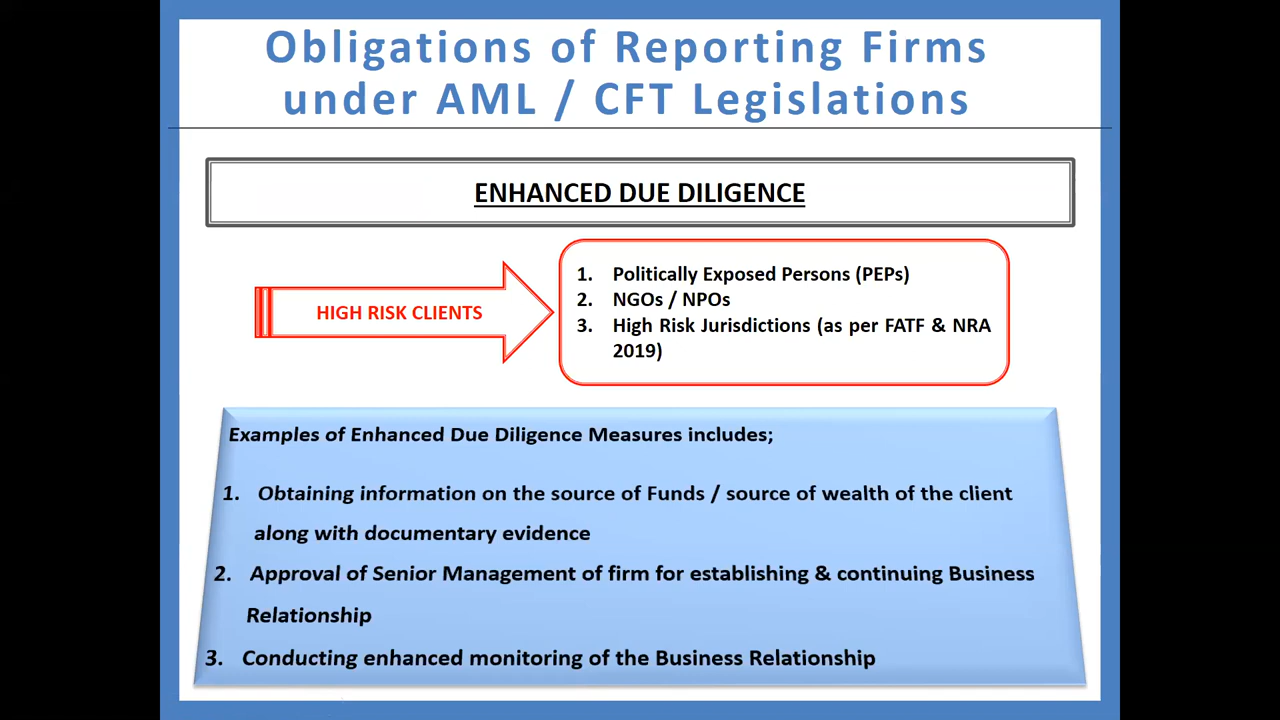 Obligations of Reporting Firms
under AML / CFT Legislations
ENHANCED DUE DILIGENCE
HIGH RISK CLIENTS
1. Politically Exposed Persons (PEPs)
2. NGOs / NPOs
3. High Risk Jurisdictions (as per FATF & NRA
2019)
Examples of Enhanced Due Diligence Measures includes;
1. Obtaining information on the source of Funds / source of wealth of the client
along with documentary evidence
2. Approval of Senior Management of firm for establishing & continuing Business
Relationship
3. Conducting enhanced monitoring of the Business Relationship